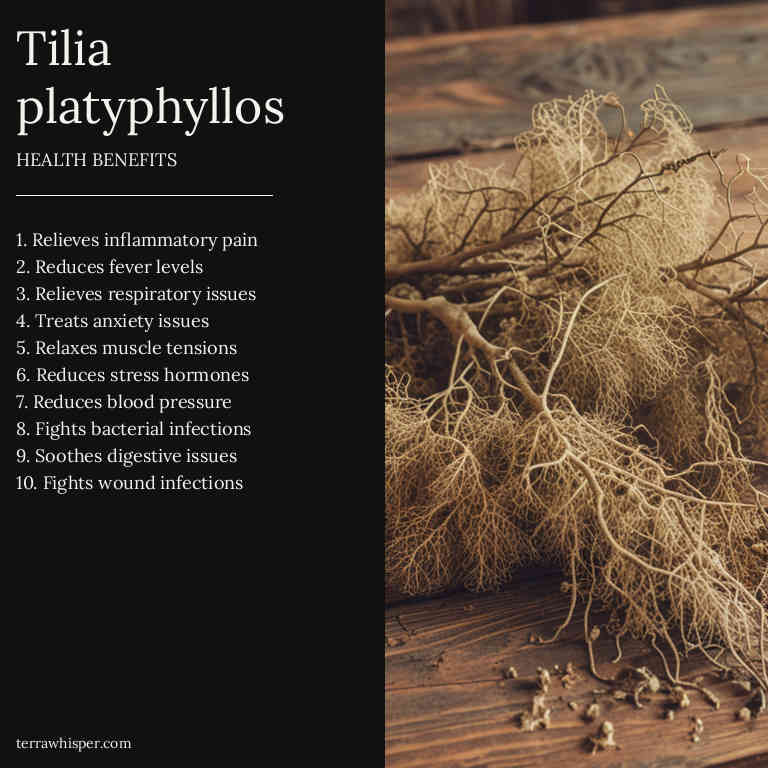 Tilia
platyphyllos
HEALTH BENEFITS
1. Relieves inflammatory pain
2. Reduces fever levels
3. Relieves respiratory issues
4. Treats anxiety issues
5. Relaxes muscle tensions
6. Reduces stress hormones
7. Reduces blood pressure
8. Fights bacterial infections
9. Soothes digestive issues
10. Fights wound infections
terrawhisper.com